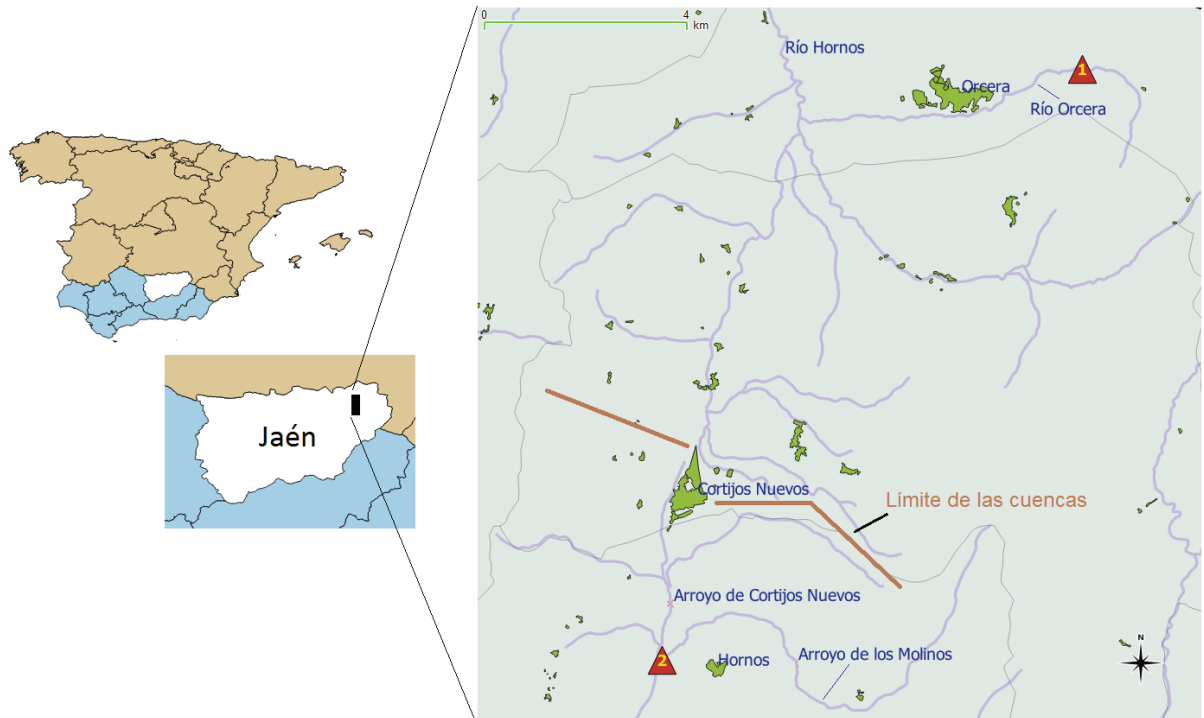 0
4
km
Río Hornos
1
Orcera
Río Orcera
Jaén
Cortijos Nuevos
Límite de las cuencas
Arroyo de Cortijos Nuevos
2
Hornos
Arroyo de los Molinos
N